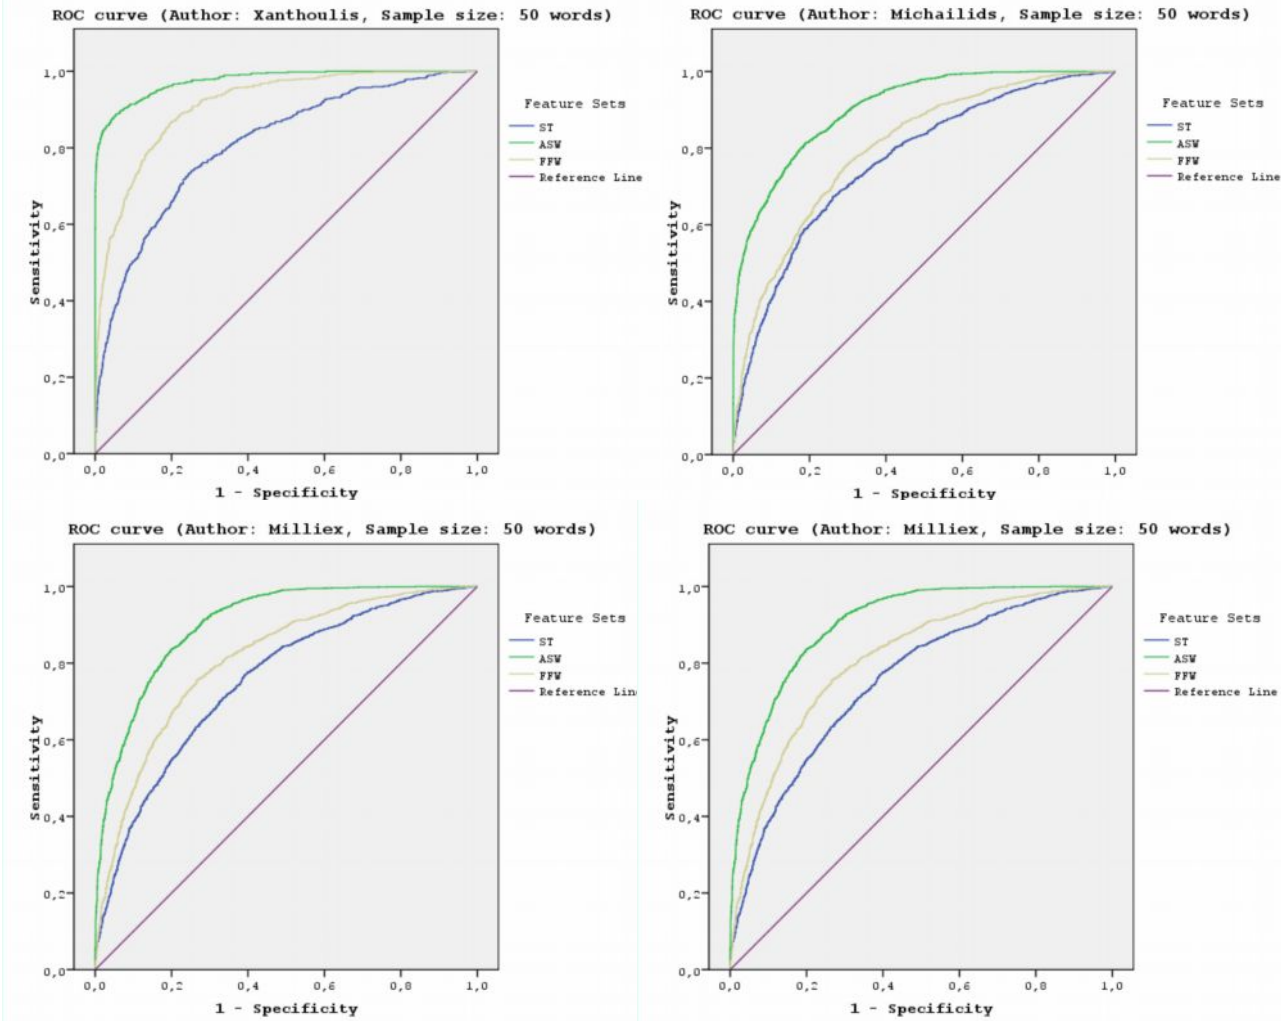 ROC curve (Author: Xanthoulis, Sample size: 50 words)
Sensitivity
1,0
0,8
0,6
0,4
0,2
0,0
0,0 0,2 0,4 0,6 0,8 1,0
1 - Specificity
Feature Sets
ST
ASW
FFW
Reference Line
ROC curve (Author: Michailids, Sample size: 50 words)
Sensitivity
1,0
0,8
0,6
0,4
0,2
0,0
0,0 0,2 0,4 0,6 0,8 1,0
1 - Specificity
Feature Sets
ST
ASW
FFW
Reference Line
ROC curve (Author: Milliex, Sample size: 50 words)
Sensitivity
1,0
0,8
0,6
0,4
0,2
0,0
0,0 0,2 0,4 0,6 0,8 1,0
1 - Specificity
Feature Sets
ST
ASW
FFW
Reference Lin
ROC curve (Author: Milliex, Sample size: 50 words)
Sensitivity
1,0
0,8
0,6
0,4
0,2
0,0
0,0 0,2 0,4 0,6 0,8 1,0
1 - Specificity
Feature Sets
ST
ASW
FFW
Reference Line